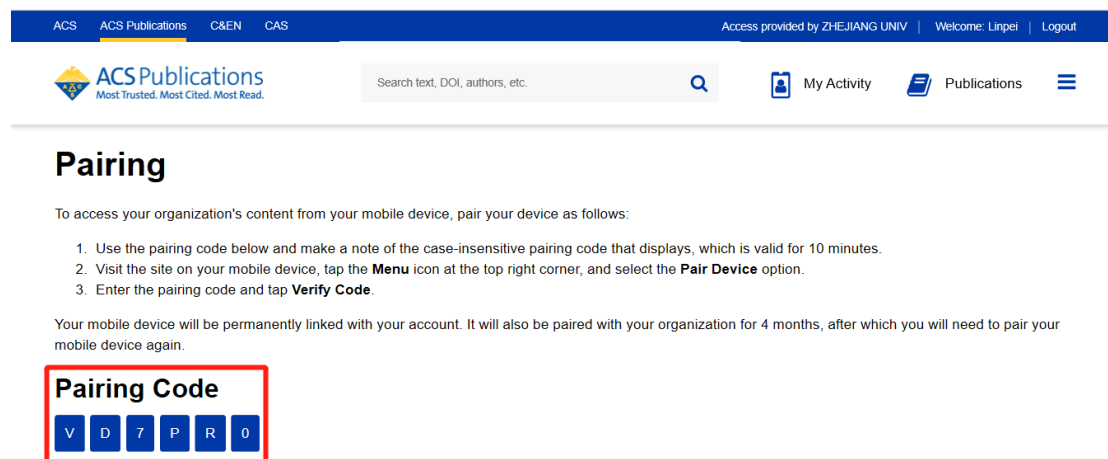 ACS ACS Publications C&EN CAS Access provided by ZHEJIANG UNIV | Welcome: Linpei | Logout
ACS Publications
Most Trusted. Most Cited. Most Read.
Search text, DOI, authors, etc. My Activity Publications
Pairing
To access your organization's content from your mobile device, pair your device as follows:
1. Use the pairing code below and make a note of the case-insensitive pairing code that displays, which is valid for 10 minutes.
2. Visit the site on your mobile device, tap the Menu icon at the top right corner, and select the Pair Device option.
3. Enter the pairing code and tap Verify Code.
Your mobile device will be permanently linked with your account. It will also be paired with your organization for 4 months, after which you will need to pair your
mobile device again.
Pairing Code
V D 7 P R 0